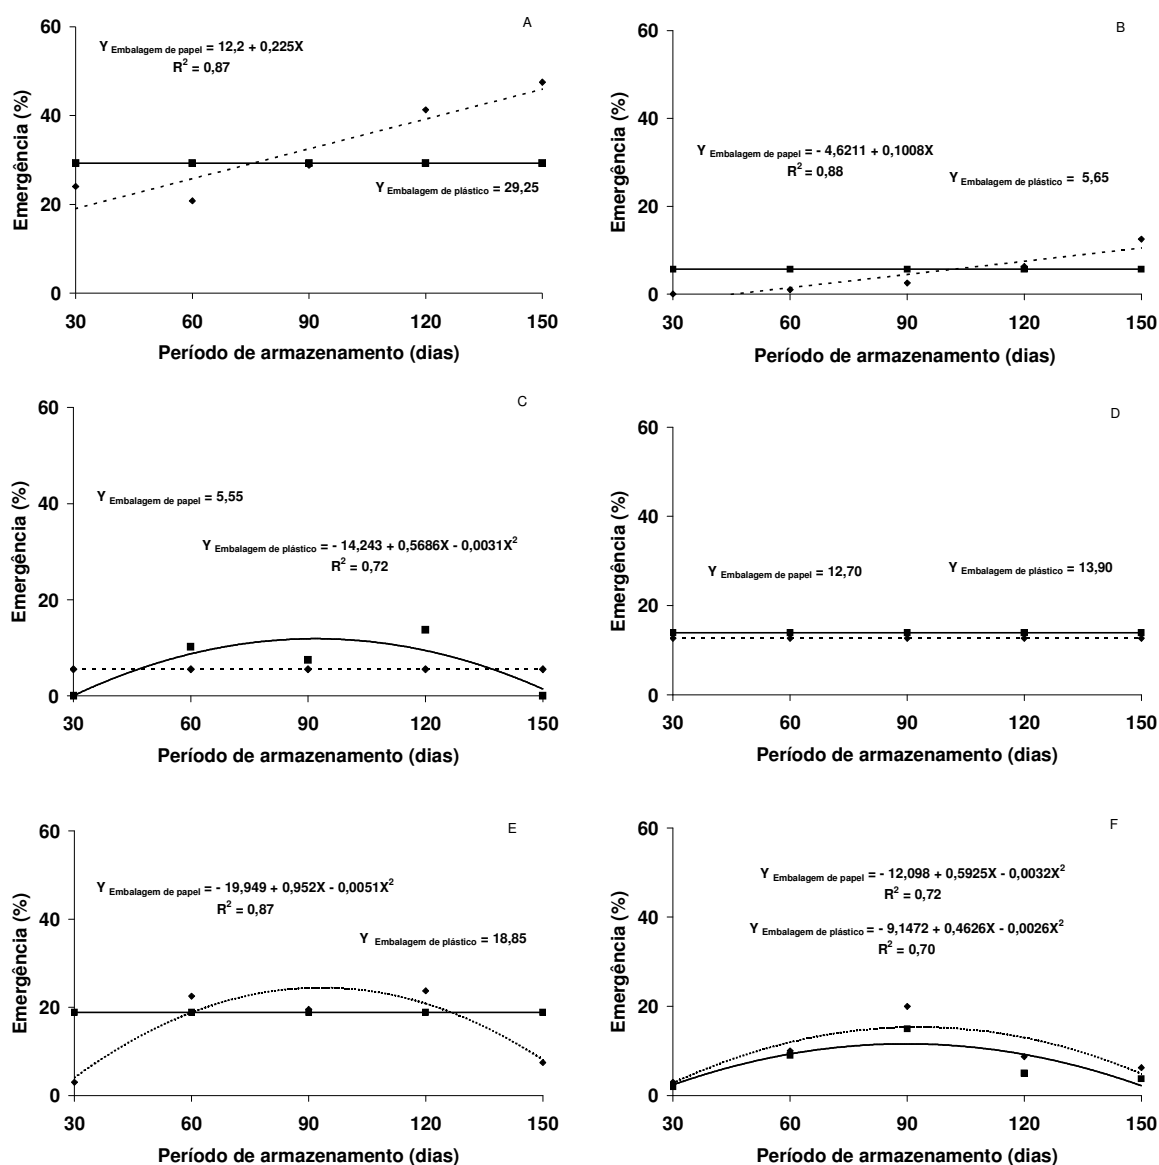 A
Y Embalagem de papel = 12,2 + 0,225X
R2 = 0,87
Y Embalagem de plástico = 29,25
Emergência (%)
60
40
20
0
30 60 90 120 150
Período de armazenamento (dias)
B
Y Embalagem de papel = - 4,6211 + 0,1008X
R2 = 0,88
Y Embalagem de plástico = 5,65
Emergência (%)
60
40
20
0
30 60 90 120 150
Período de armazenamento (dias)
C
Y Embalagem de papel = 5,55
Y Embalagem de plástico = - 14,243 + 0,5686X - 0,0031X2
R2 = 0,72
Emergência (%)
60
40
20
0
30 60 90 120 150
Período de armazenamento (dias)
D
Y Embalagem de papel = 12,70
Y Embalagem de plástico = 13,90
Emergência (%)
60
40
20
0
30 60 90 120 150
Período de armazenamento (dias)
E
Y Embalagem de papel = - 19,949 + 0,952X - 0,0051X2
R2 = 0,87
Y Embalagem de plástico = 18,85
Emergência (%)
60
40
20
0
30 60 90 120 150
Período de armazenamento (dias)
F
Y Embalagem de papel = - 12,098 + 0,5925X - 0,0032X2
R2 = 0,72
Y Embalagem de plástico = - 9,1472 + 0,4626X - 0,0026X2
R2 = 0,70
Emergência (%)
60
40
20
0
30 60 90 120 150
Período de armazenamento (dias)